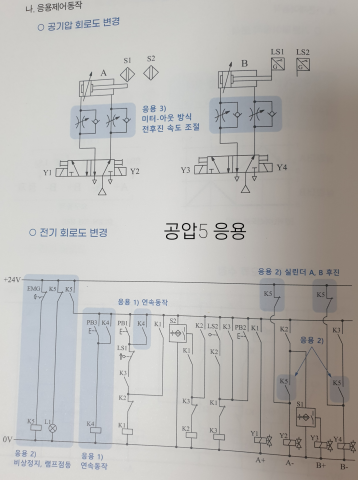 나. 응용제어동작
○ 공기압 회로도 변경
S1 S2
A
LS1 LS2
B
응용 3)
미터-아웃 방식
전후진 속도 조절
Y1 Y2
Y3 Y4
○ 전기 회로도 변경
공압5 응용
응용 2) 실린더 A, B 후진
+24V
EMG K5 K5
K5 K5
응용 1) 연속동작
PB3 K4 PB1 K4 K1 S2 K2 LS2 K3 PB2 K2 K3
LS1 K1 K2
응용 2)
K3
K5 K5
K2 K3 K1
S1
K5 L1 K4 K1 K2 K3 Y1 Y2 Y3 Y4
0V
A+ A- B+ B-
응용 2)
비상정지, 램프점등
응용 1)
연속동작